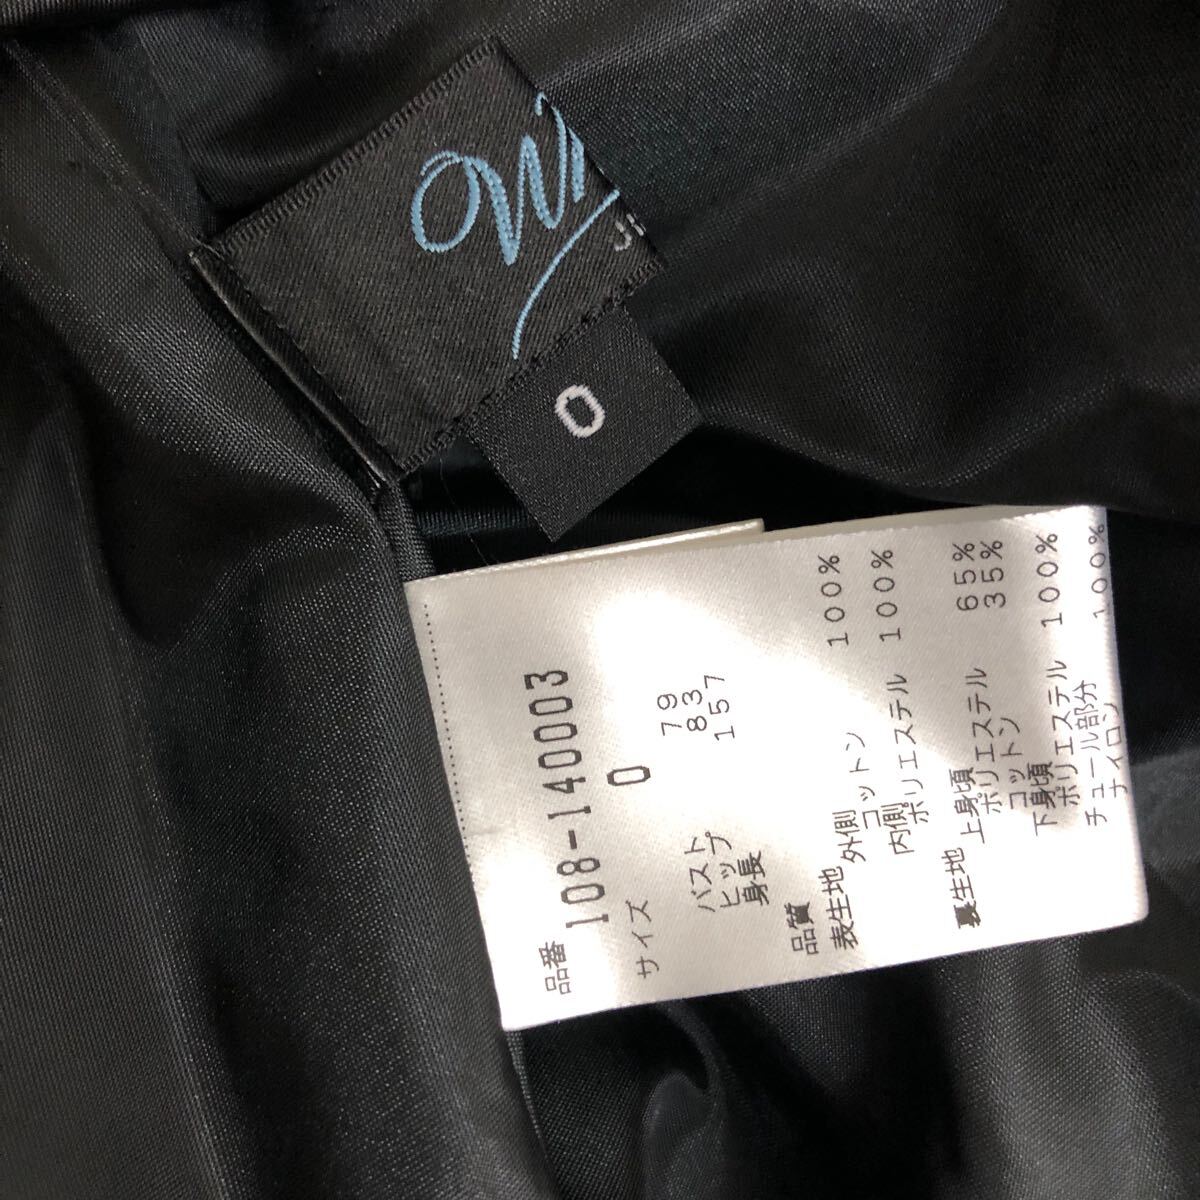 0
品番 108-140003
サイズ 0
バスト 79
ヒップ 83
身長 157
品質
表生地 外側
コットン 100%
内側
ポリエステル 100%
裏生地 上身頃
ポリエステル 65%
コットン 35%
下身頃
ポリエステル 100%
チュール部分
ナイロン 100%